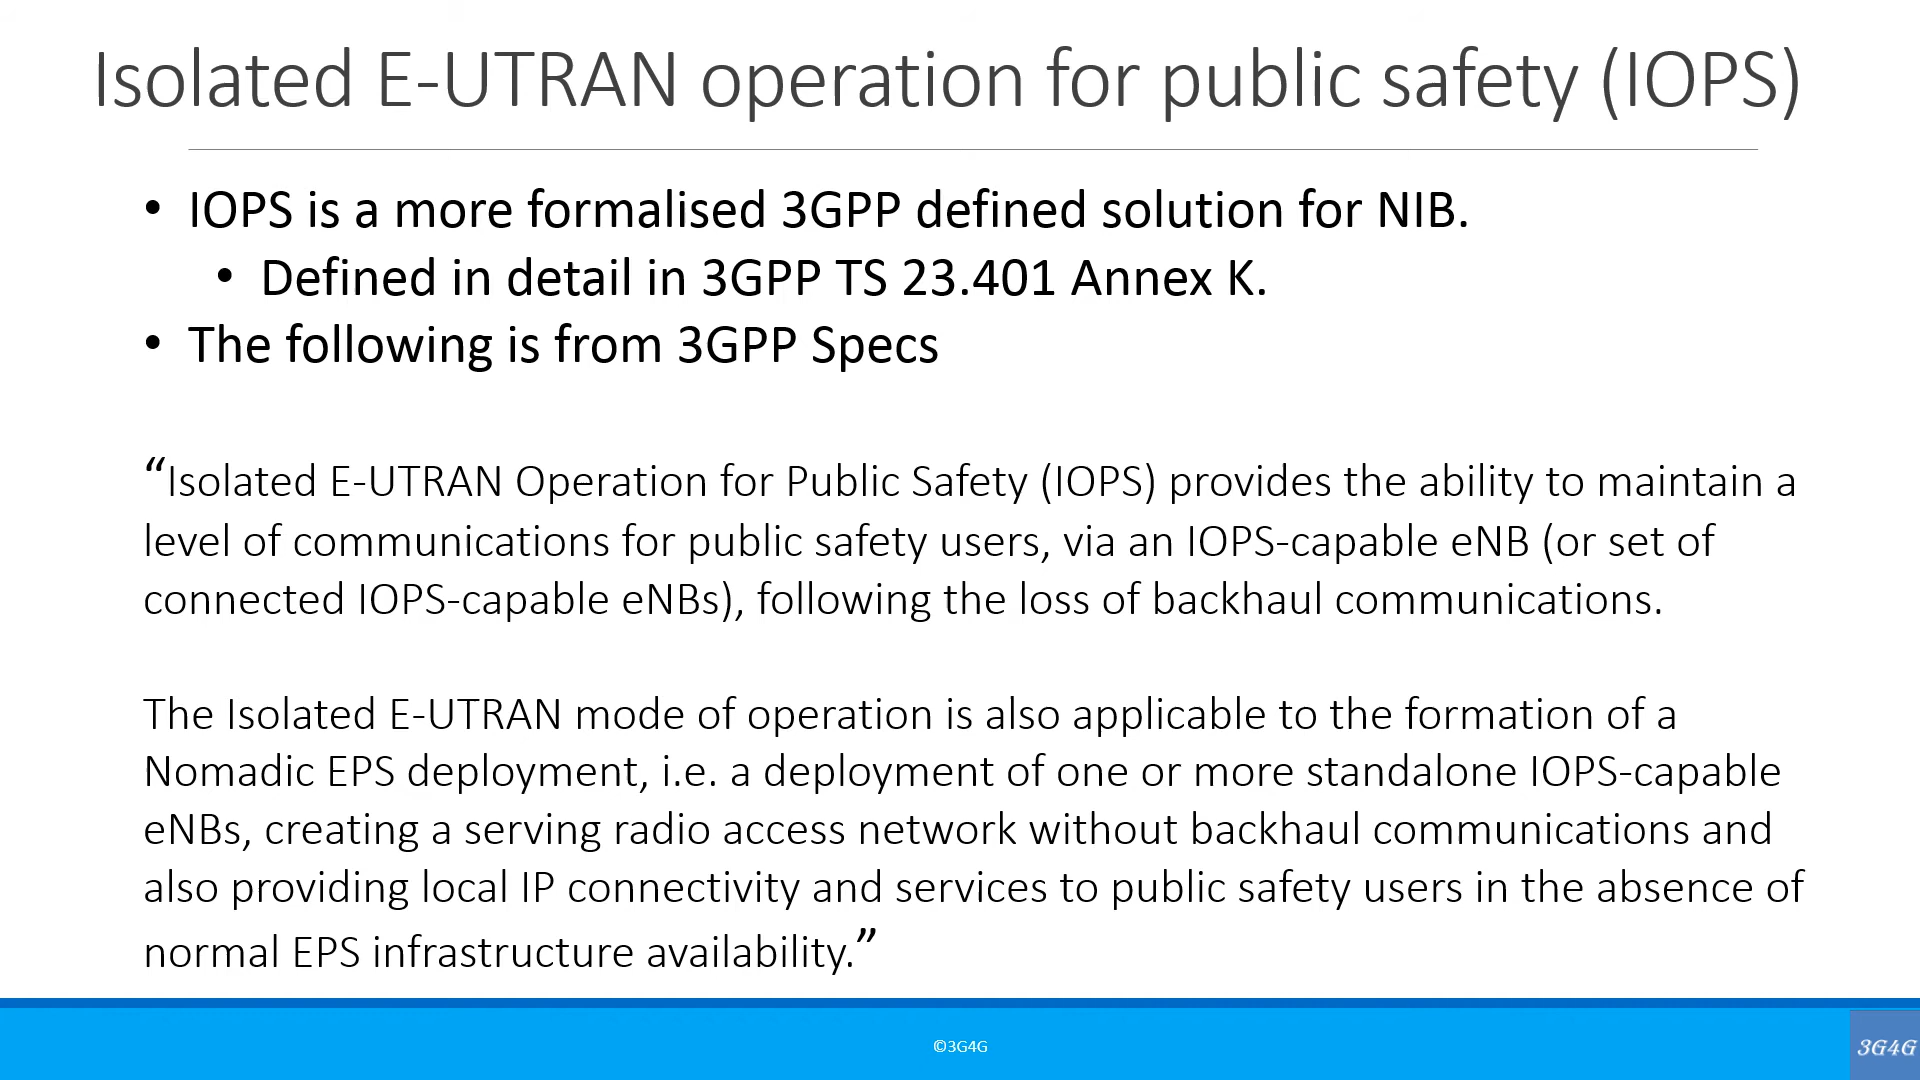 Isolated E-UTRAN operation for public safety (IOPS)
• IOPS is a more formalised 3GPP defined solution for NIB.
• Defined in detail in 3GPP TS 23.401 Annex K.
• The following is from 3GPP Specs
“Isolated E-UTRAN Operation for Public Safety (IOPS) provides the ability to maintain a
level of communications for public safety users, via an IOPS-capable eNB (or set of
connected IOPS-capable eNBs), following the loss of backhaul communications.
The Isolated E-UTRAN mode of operation is also applicable to the formation of a
Nomadic EPS deployment, i.e. a deployment of one or more standalone IOPS-capable
eNBs, creating a serving radio access network without backhaul communications and
also providing local IP connectivity and services to public safety users in the absence of
normal EPS infrastructure availability.”
©3G4G
3G4G